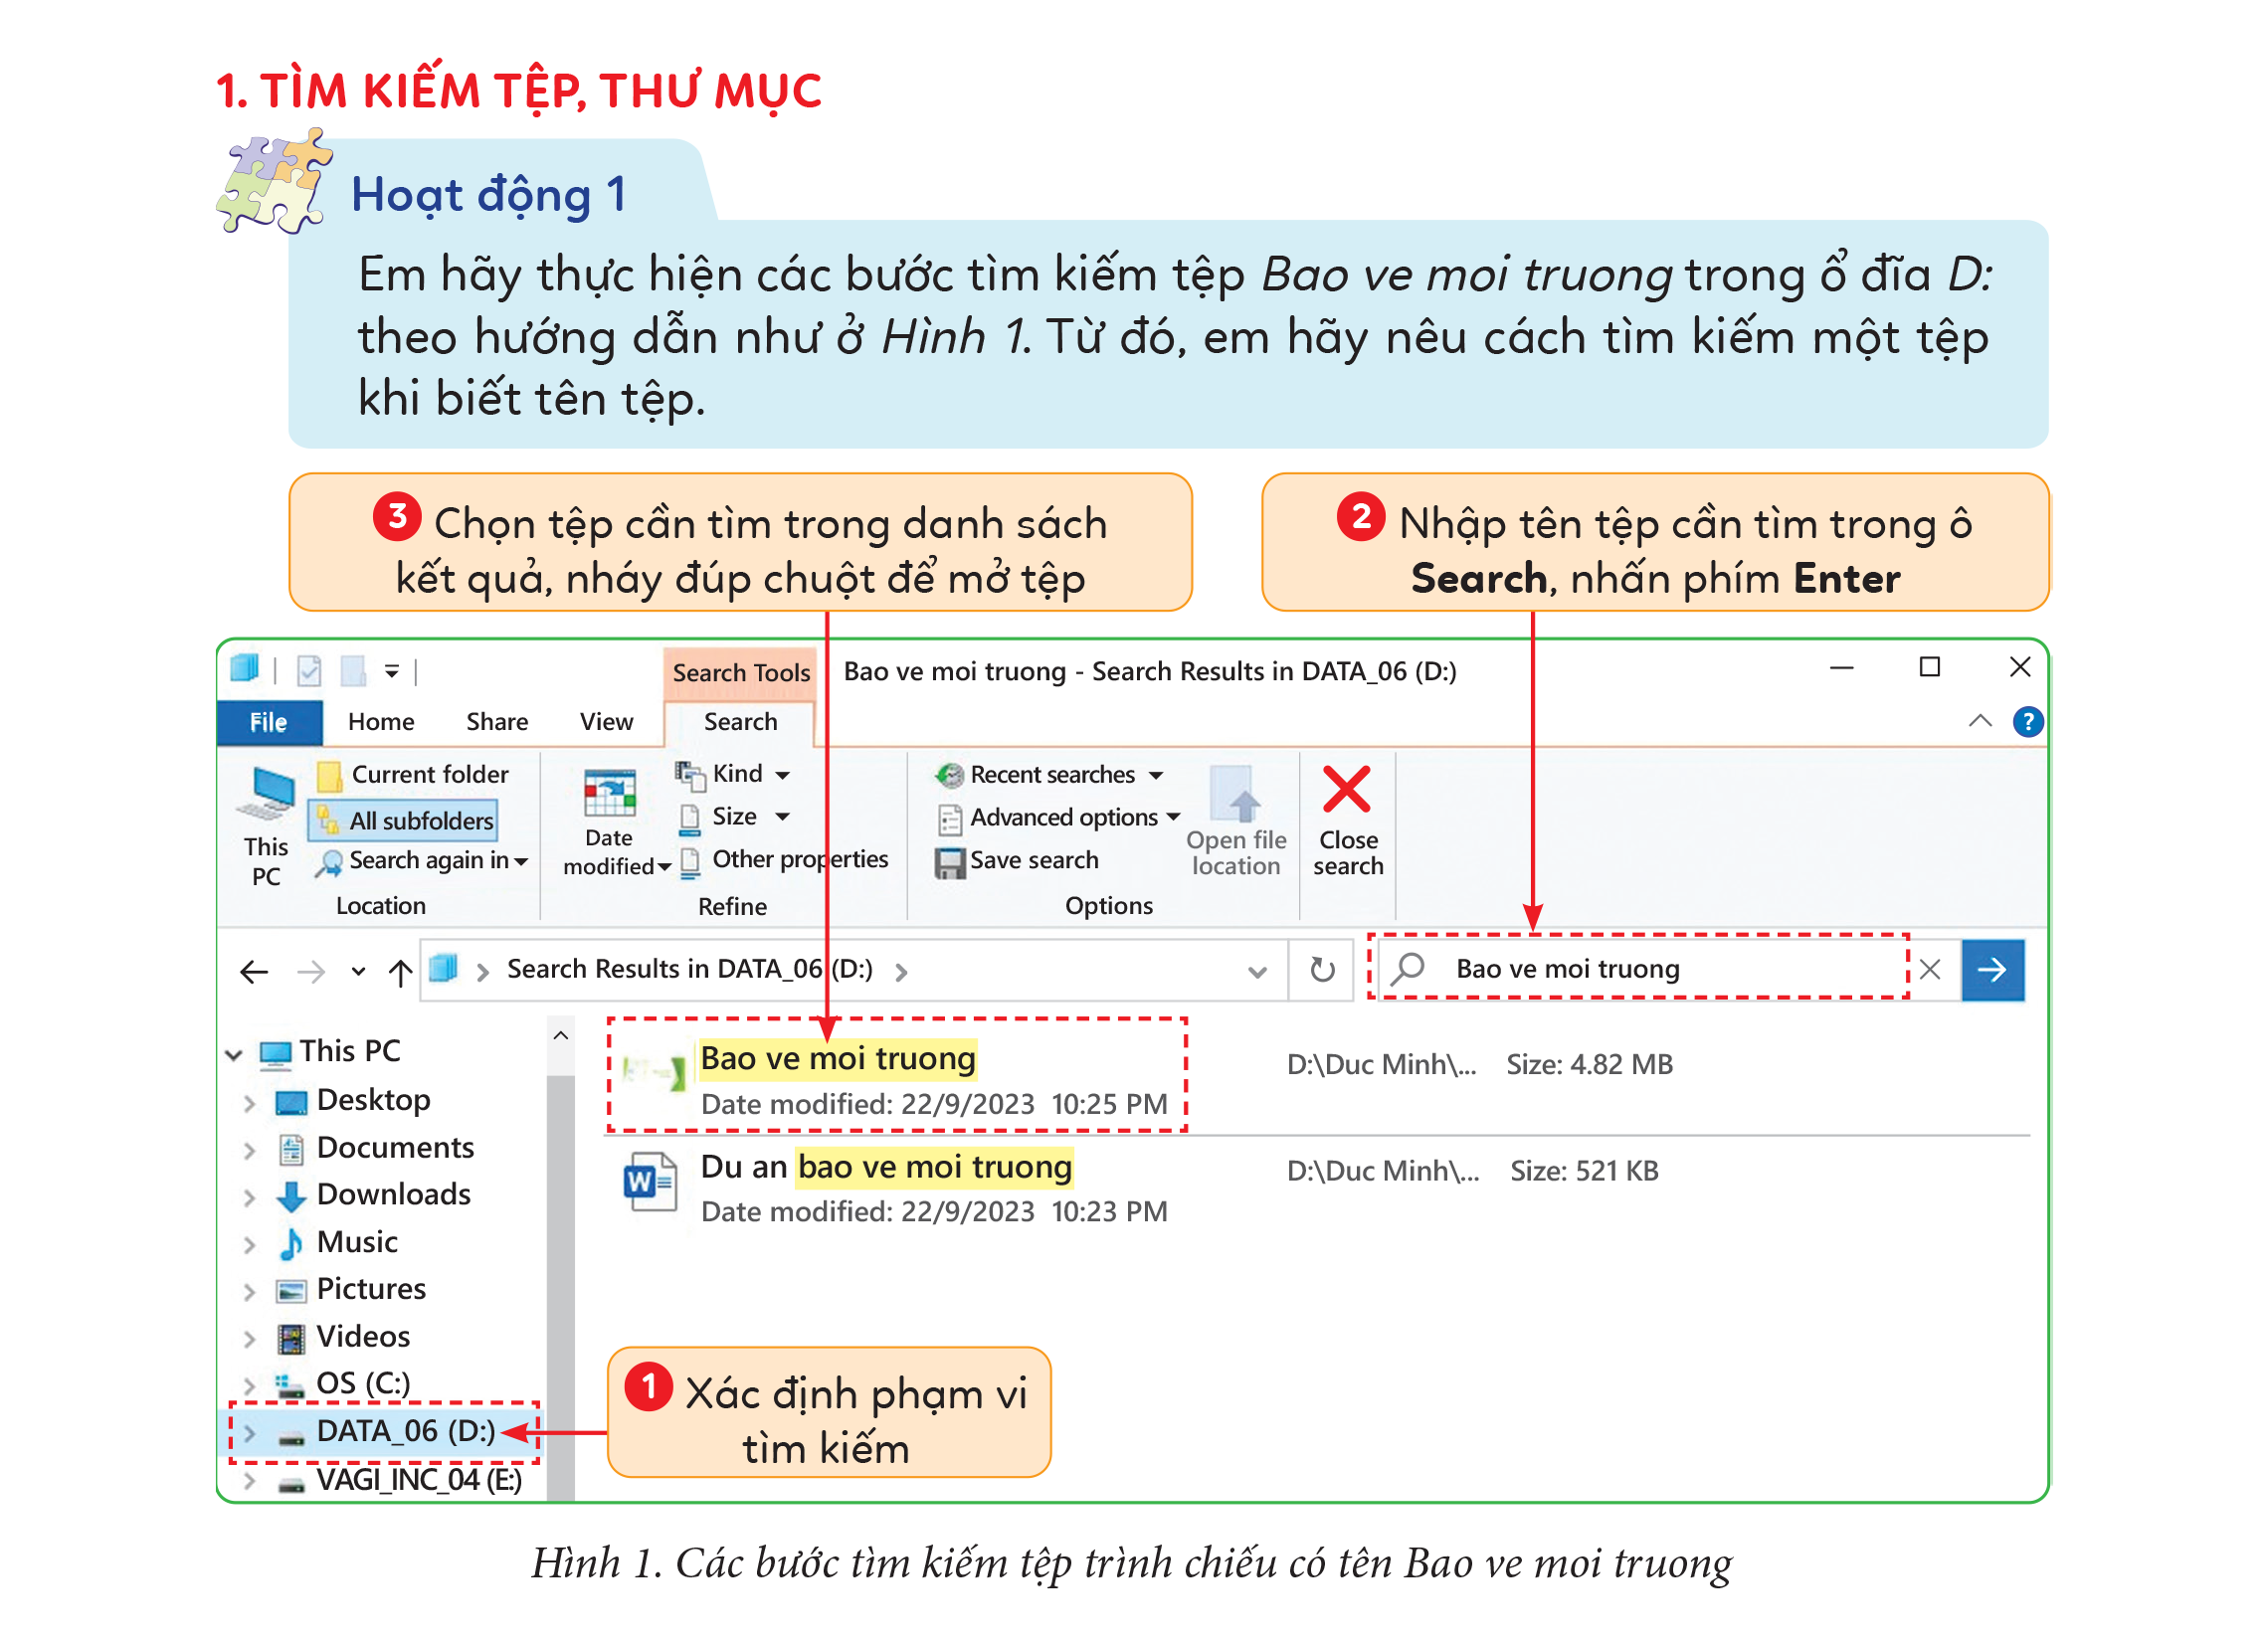 1. TÌM KIẾM TỆP, THƯ MỤC
Hoạt động 1
Em hãy thực hiện các bước tìm kiếm tệp Bao ve moi truong trong ổ đĩa D:
theo hướng dẫn như ở Hình 1. Từ đó, em hãy nêu cách tìm kiếm một tệp
khi biết tên tệp.
3 Chọn tệp cần tìm trong danh sách
kết quả, nháy đúp chuột để mở tệp
2 Nhập tên tệp cần tìm trong ô
Search, nhấn phím Enter
Search Tools
Bao ve moi truong - Search Results in DATA_06 (D:)
File Home Share View Search ?
This
PC
Current folder
All subfolders
Search again in
Location
Date
modified
Kind
Size
Other properties
Refine
Recent searches
Advanced options
Save search
Options
Open file
location
Close
search
Search Results in DATA_06 (D:)
Bao ve moi truong
This PC
Desktop
Documents
Downloads
Music
Pictures
Videos
OS (C:)
DATA_06 (D:)
VAGI_INC_04 (E:)
Bao ve moi truong
Date modified: 22/9/2023 10:25 PM
D:\Duc Minh\... Size: 4.82 MB
W
Du an bao ve moi truong
Date modified: 22/9/2023 10:23 PM
D:\Duc Minh\... Size: 521 KB
1 Xác định phạm vi
tìm kiếm
Hình 1. Các bước tìm kiếm tệp trình chiếu có tên Bao ve moi truong